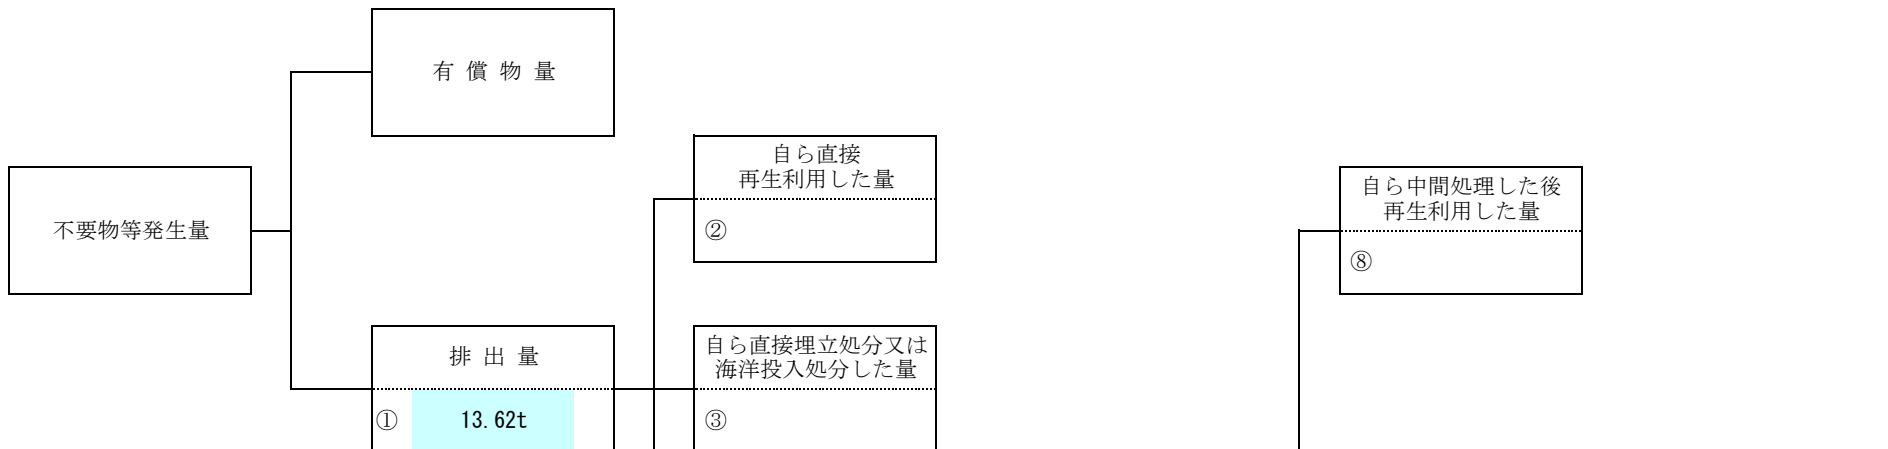 有 償 物 量
自ら直接
再生利用した量
②
自ら中間処理した後
再生利用した量
⑧
不要物等発生量
排 出 量
① 13.62t
自ら直接埋立処分又は
海洋投入処分した量
③